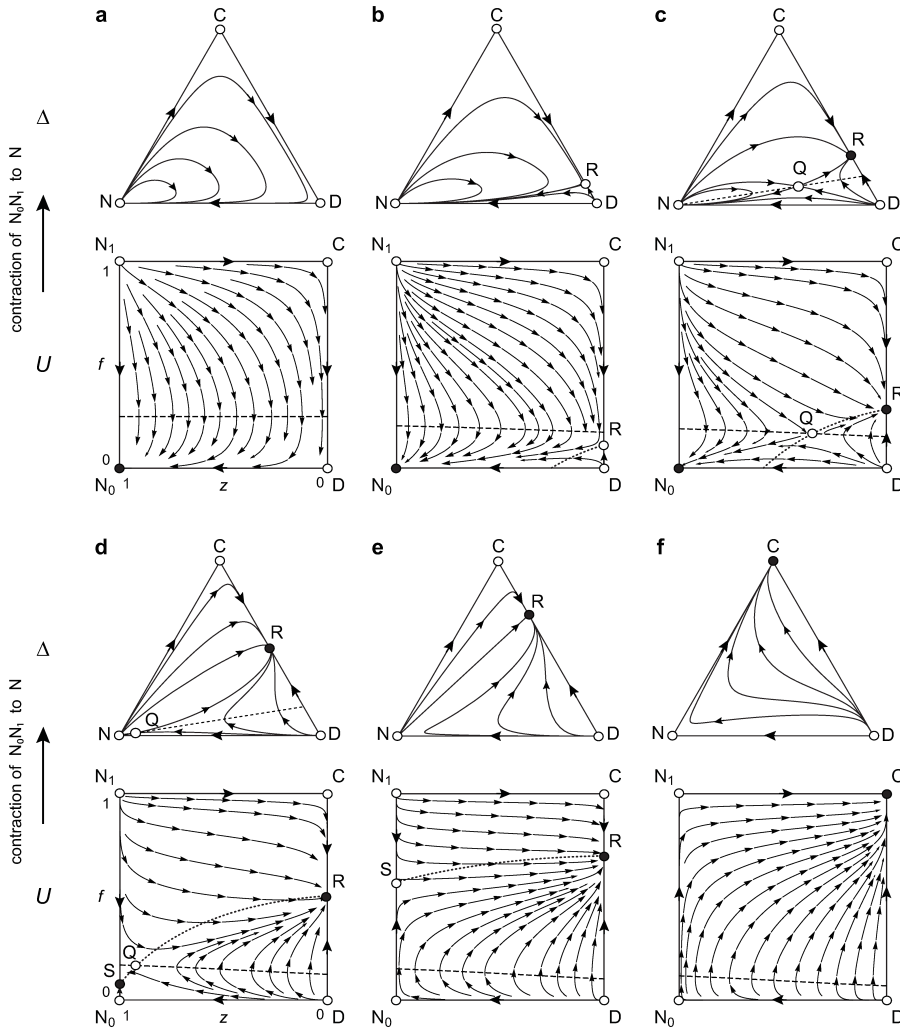 a b c
C C C
Δ
R
R
Q
N D N D N D
contraction of N₀N₁ to N
N₁ C N₁ C N₁ C
1
U
f
R
R
Q
0
N₀ 1 z 0 D N₀ D N₀ D
d e f
C C C
R
R
Δ
Q
N D N D N D
contraction of N₀N₁ to N
N₁ C N₁ C N₁ C
1
R
S
R
U
f
Q
S
0
N₀ 1 z 0 D N₀ D N₀ D